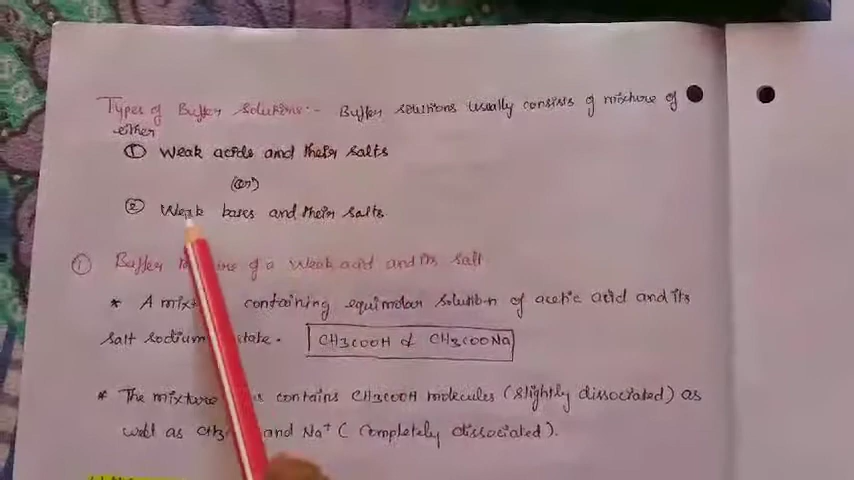 Types of Buffer solutions:- Buffer solutions usually consists of mixture of
either
① Weak acids and their salts
(or)
② Weak bases and their salts.
① Buffer of a weak acid and its salt
* A containing equimolar solution of acetic acid and its
salt sodium CH3COOH & CH3COONa
* The mixture contains CH3COOH molecules (slightly dissociated) as
well as and Na+ (completely dissociated).